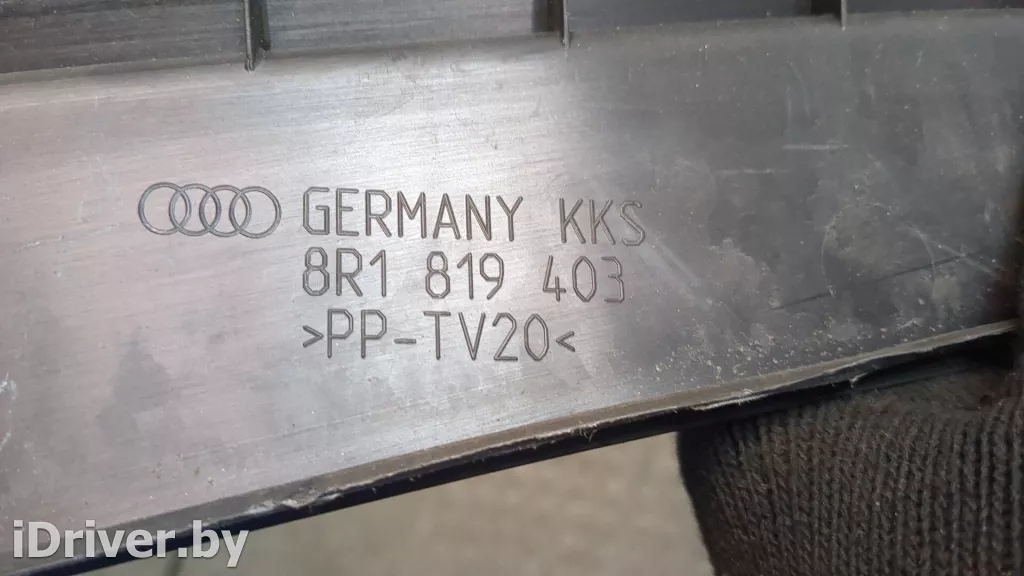 GERMANY KKS
8R1 819 403
>PP-TV20<
iDriver.by